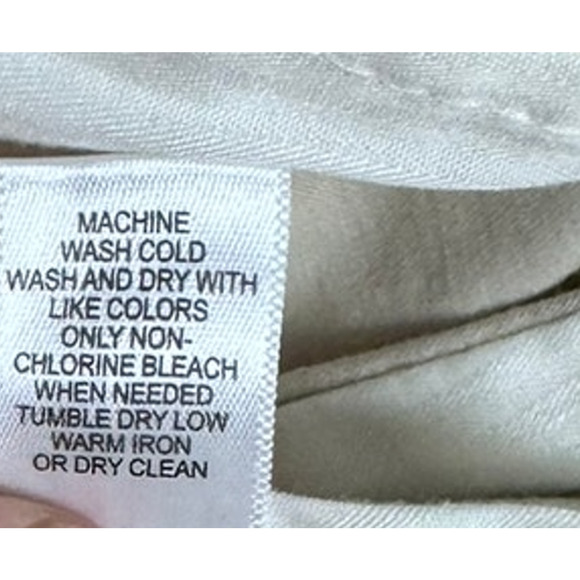 MACHINE
WASH COLD
WASH AND DRY WITH
LIKE COLORS
ONLY NON-
CHLORINE BLEACH
WHEN NEEDED
TUMBLE DRY LOW
WARM IRON
OR DRY CLEAN